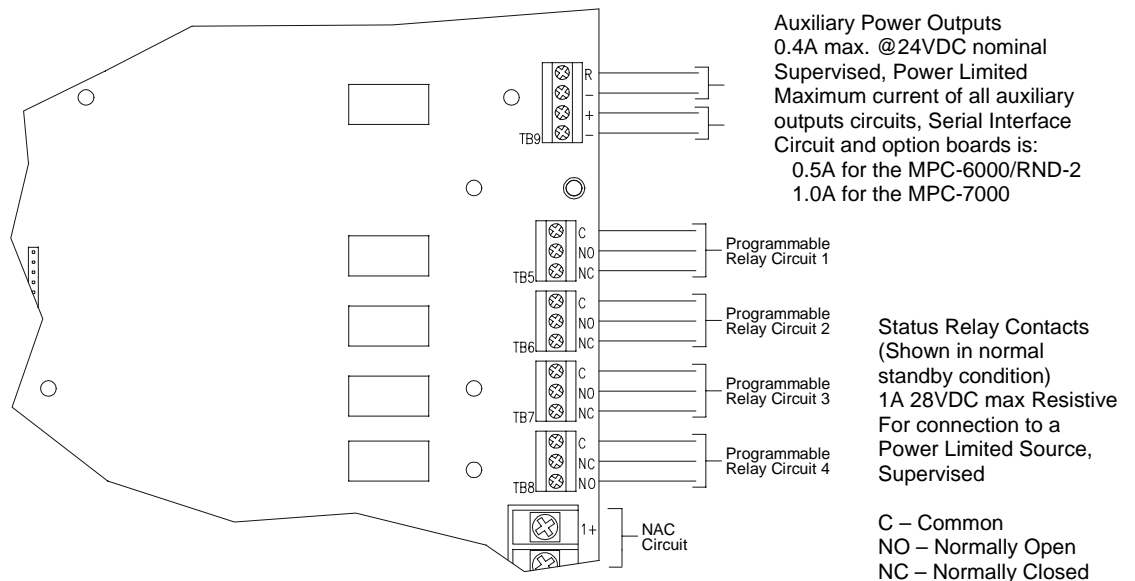 Auxiliary Power Outputs
0.4A max. @24VDC nominal
Supervised, Power Limited
Maximum current of all auxiliary
outputs circuits, Serial Interface
Circuit and option boards is:
0.5A for the MPC-6000/RND-2
1.0A for the MPC-7000
R
-
+
-
TB9
C
NO
NC
TB5
Programmable
Relay Circuit 1
C
NO
NC
TB6
Programmable
Relay Circuit 2
C
NO
NC
TB7
Programmable
Relay Circuit 3
C
NC
NO
TB8
Programmable
Relay Circuit 4
1+
NAC
Circuit
Status Relay Contacts
(Shown in normal
standby condition)
1A 28VDC max Resistive
For connection to a
Power Limited Source,
Supervised
C – Common
NO – Normally Open
NC – Normally Closed